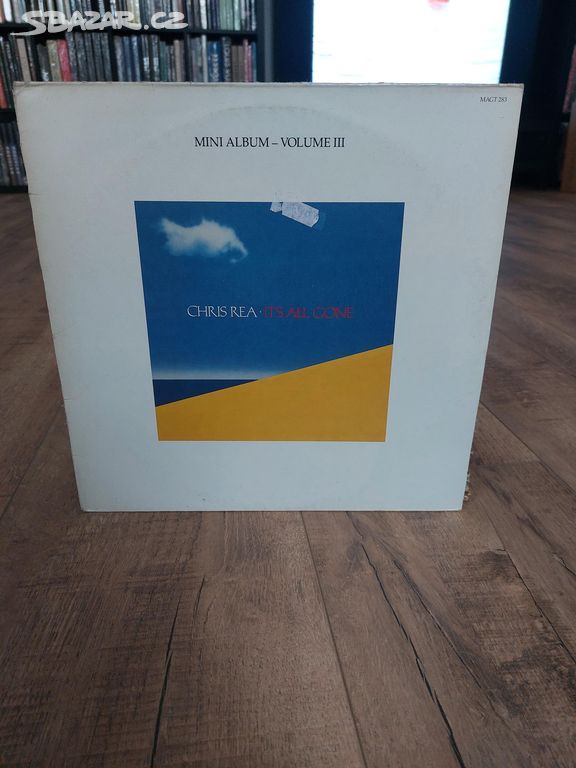 SBAZAR.CZ
MAGT 283
MINI ALBUM – VOLUME III
CHRIS REA · IT'S ALL GONE